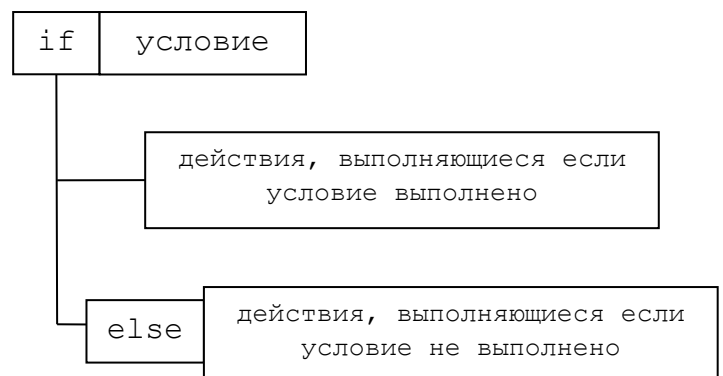 if условие
действия, выполняющиеся если
условие выполнено
else
действия, выполняющиеся если
условие не выполнено